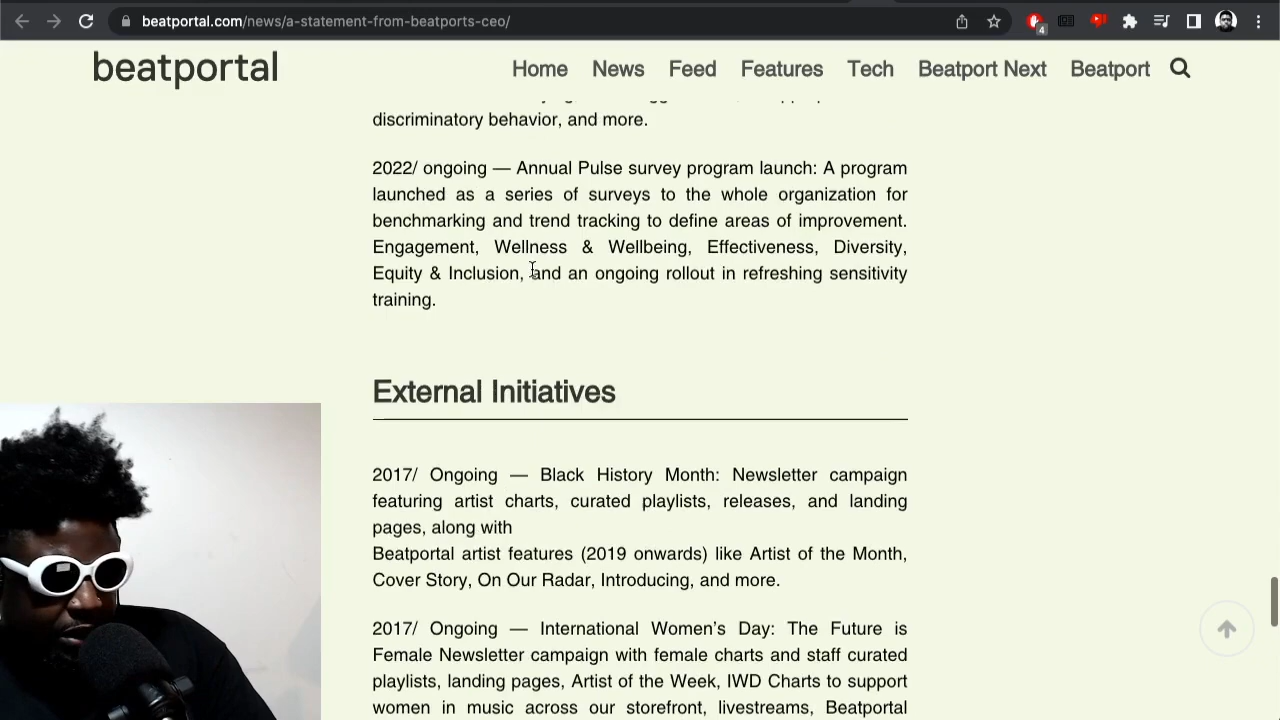 beatportal.com/news/a-statement-from-beatports-ceo/
4
beatportal
Home News Feed Features Tech Beatport Next Beatport
discriminatory behavior, and more.
2022/ ongoing — Annual Pulse survey program launch: A program
launched as a series of surveys to the whole organization for
benchmarking and trend tracking to define areas of improvement.
Engagement, Wellness & Wellbeing, Effectiveness, Diversity,
Equity & Inclusion, and an ongoing rollout in refreshing sensitivity
training.
External Initiatives
2017/ Ongoing — Black History Month: Newsletter campaign
featuring artist charts, curated playlists, releases, and landing
pages, along with
Beatportal artist features (2019 onwards) like Artist of the Month,
Cover Story, On Our Radar, Introducing, and more.
2017/ Ongoing — International Women’s Day: The Future is
Female Newsletter campaign with female charts and staff curated
playlists, landing pages, Artist of the Week, IWD Charts to support
women in music across our storefront, livestreams, Beatportal